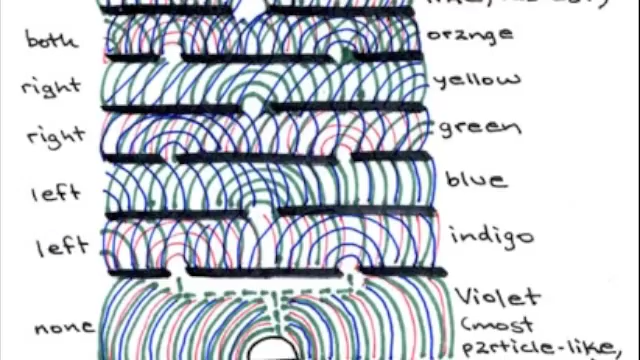 both
orange
right
yellow
right
green
left
blue
left
indigo
none
Violet
(most
particle-like,